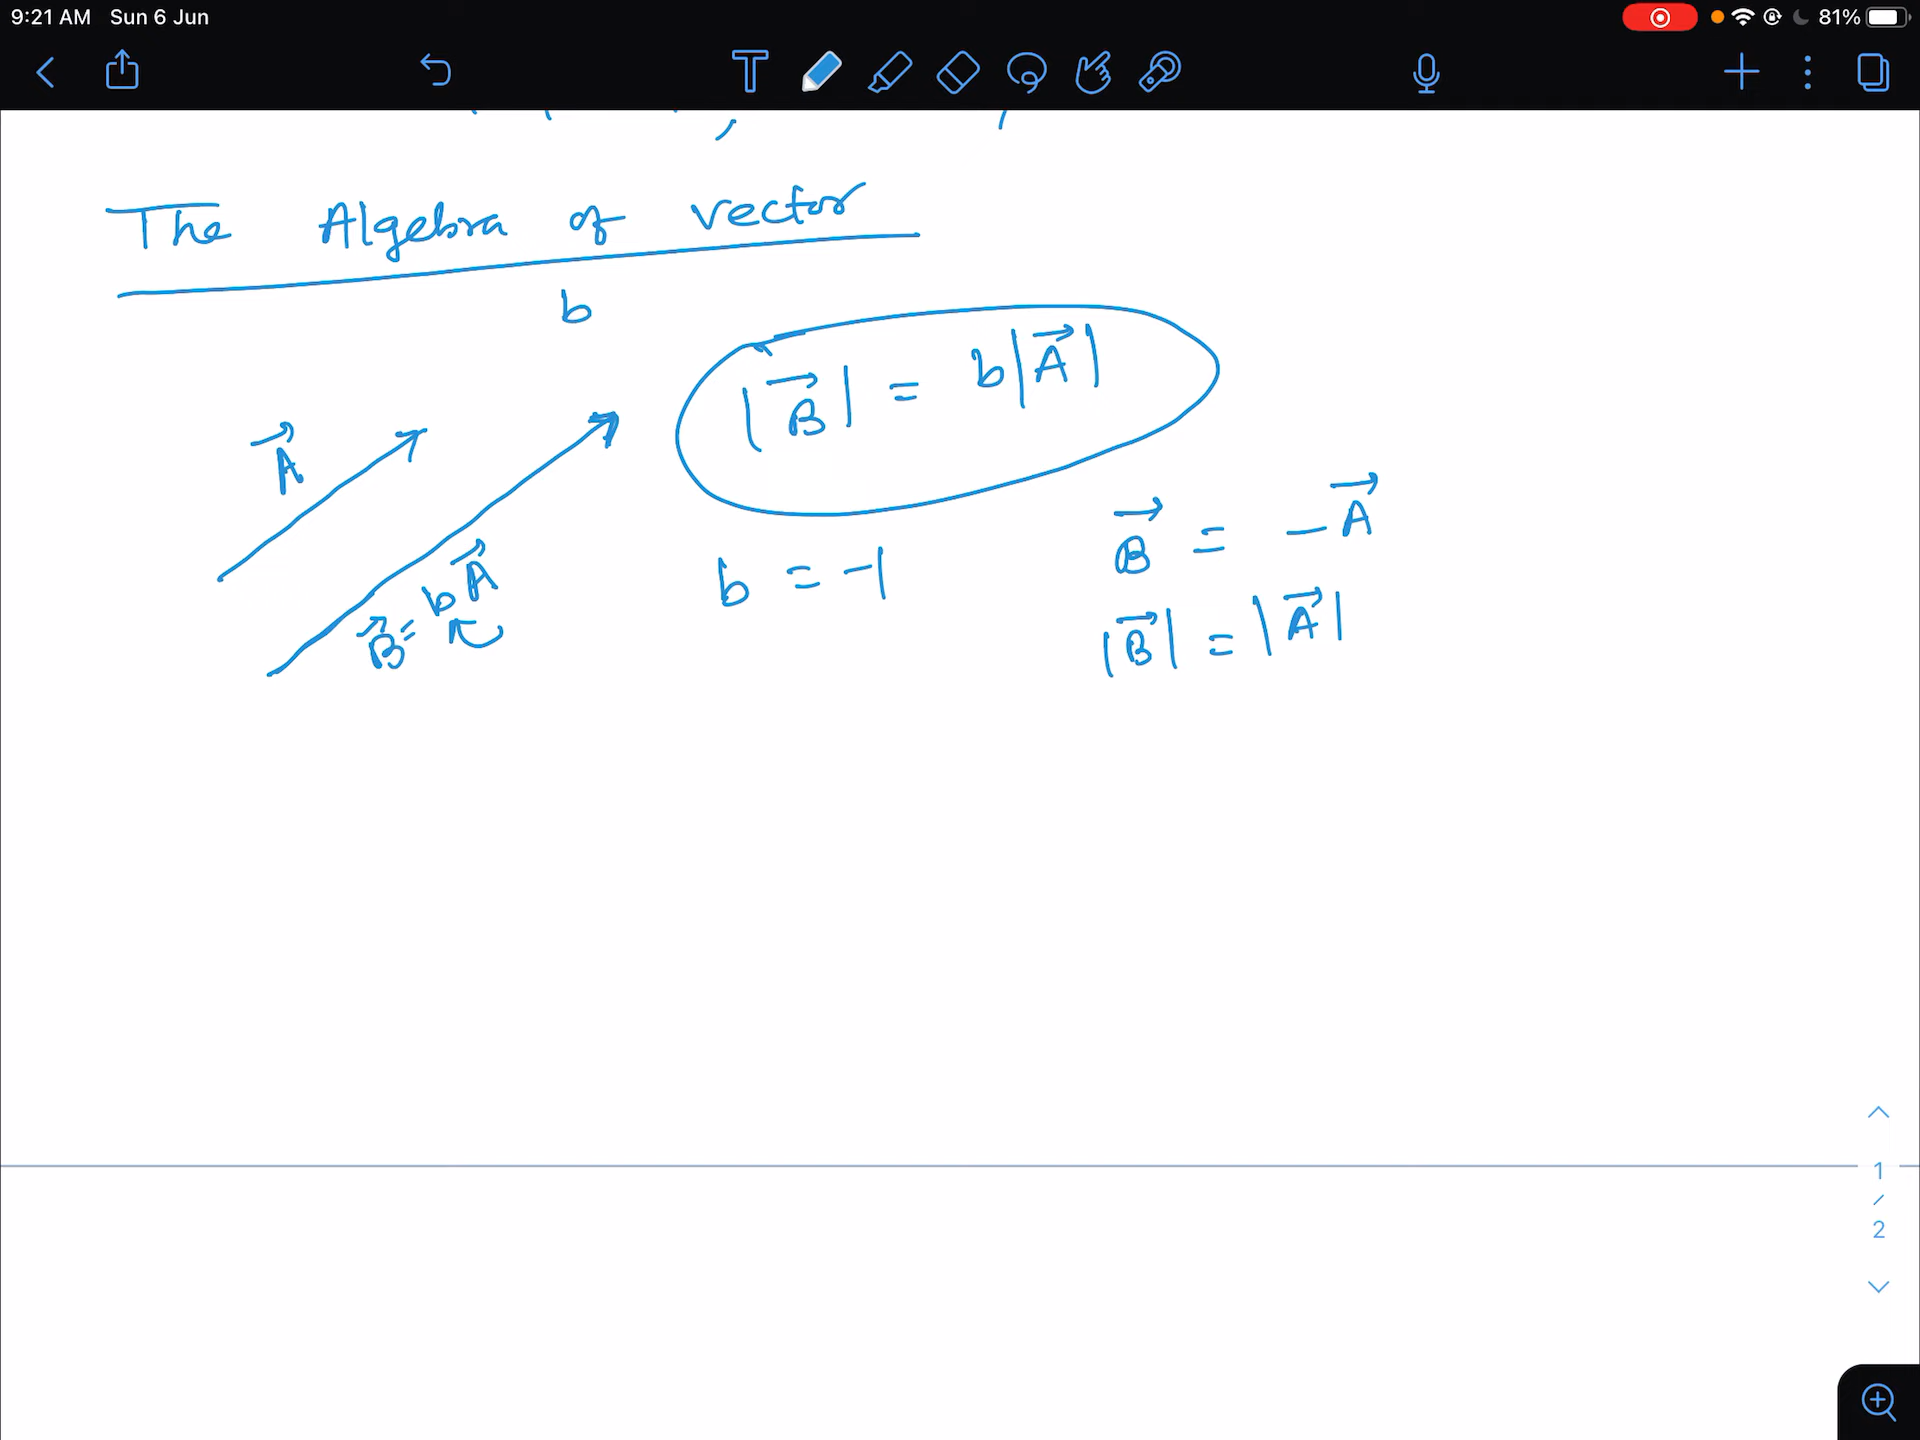 9:21 AM Sun 6 Jun 81%
T
The Algebra of vector
b
|B⃗| = b|A⃗|
A⃗
B⃗ = bA⃗
b = -1
B⃗ = -A⃗
|B⃗| = |A⃗|
1
/
2